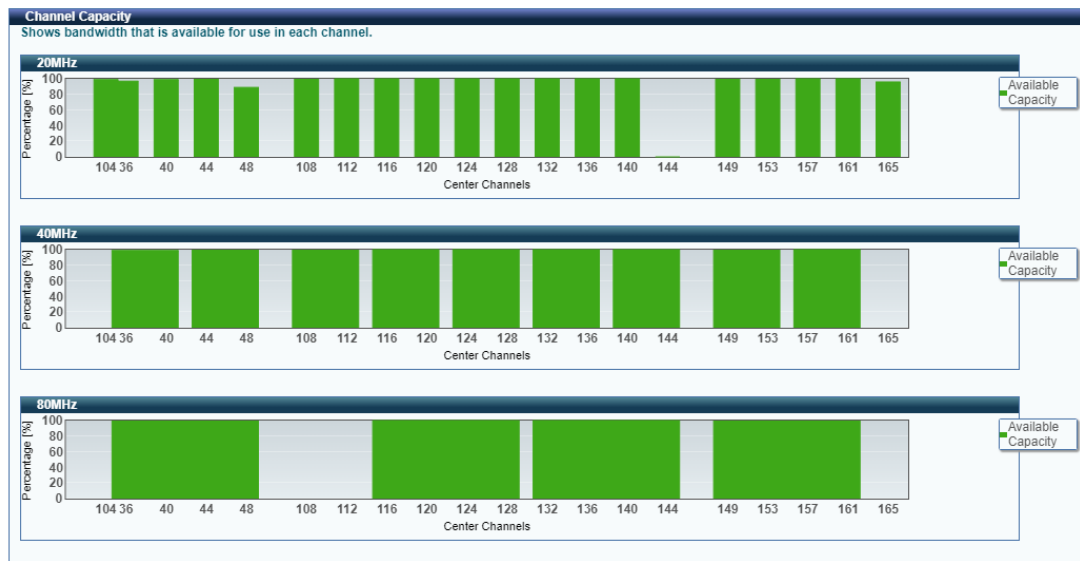 Channel Capacity
Shows bandwidth that is available for use in each channel.
20MHz
Percentage [%]
100
80
60
40
20
0
104 36 40 44 48 108 112 116 120 124 128 132 136 140 144 149 153 157 161 165
Center Channels
Available
Capacity
40MHz
Percentage [%]
100
80
60
40
20
0
104 36 40 44 48 108 112 116 120 124 128 132 136 140 144 149 153 157 161 165
Center Channels
Available
Capacity
80MHz
Percentage [%]
100
80
60
40
20
0
104 36 40 44 48 108 112 116 120 124 128 132 136 140 144 149 153 157 161 165
Center Channels
Available
Capacity